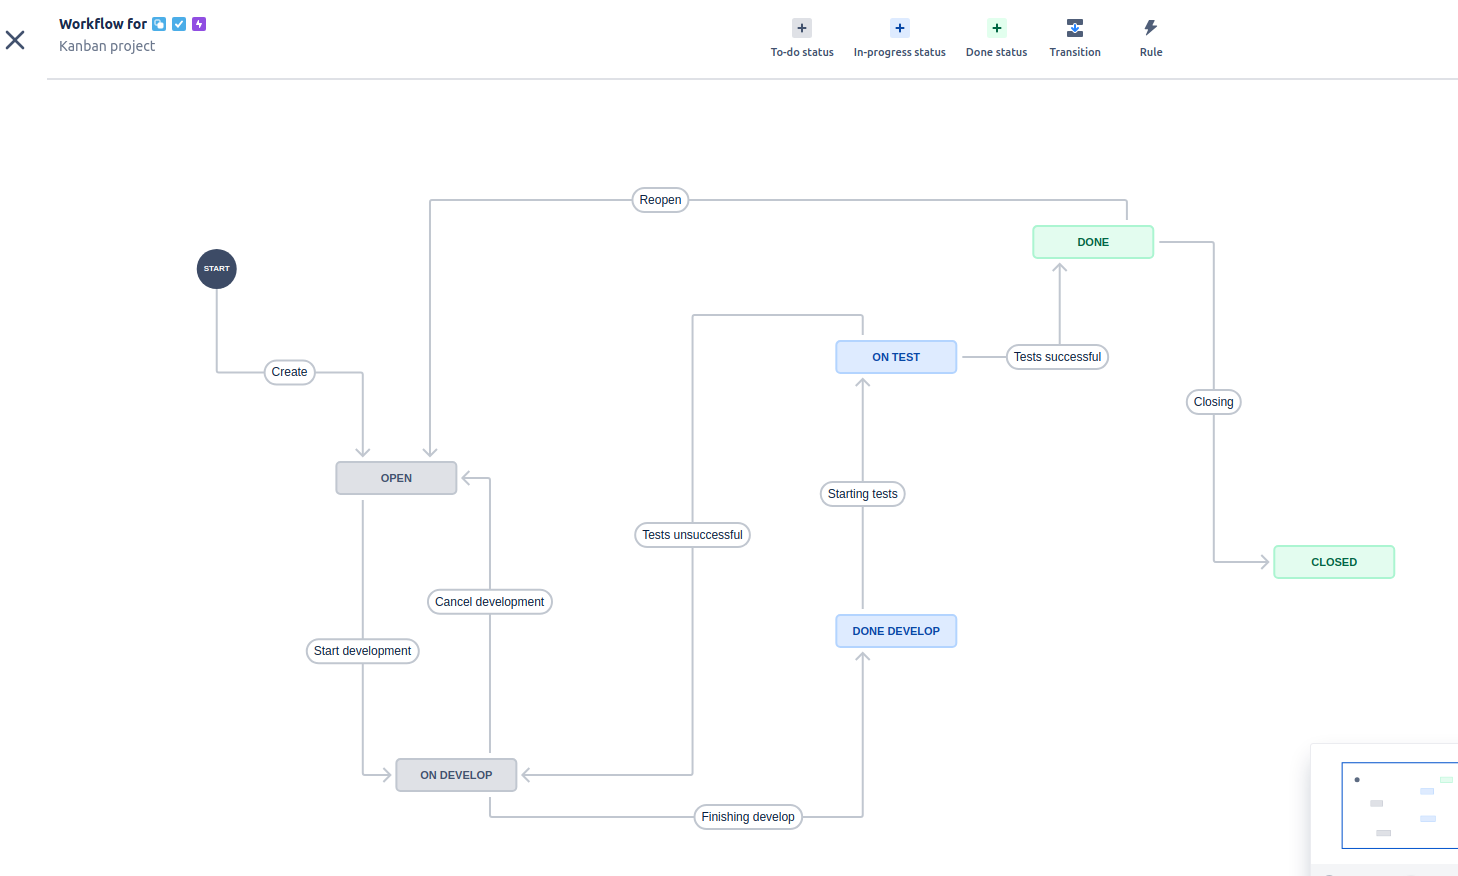 Workflow for
Kanban project
To-do status
In-progress status
Done status
Transition
Rule
Reopen
DONE
START
ON TEST
Tests successful
Create
Closing
OPEN
Starting tests
Tests unsuccessful
CLOSED
Cancel development
DONE DEVELOP
Start development
ON DEVELOP
Finishing develop